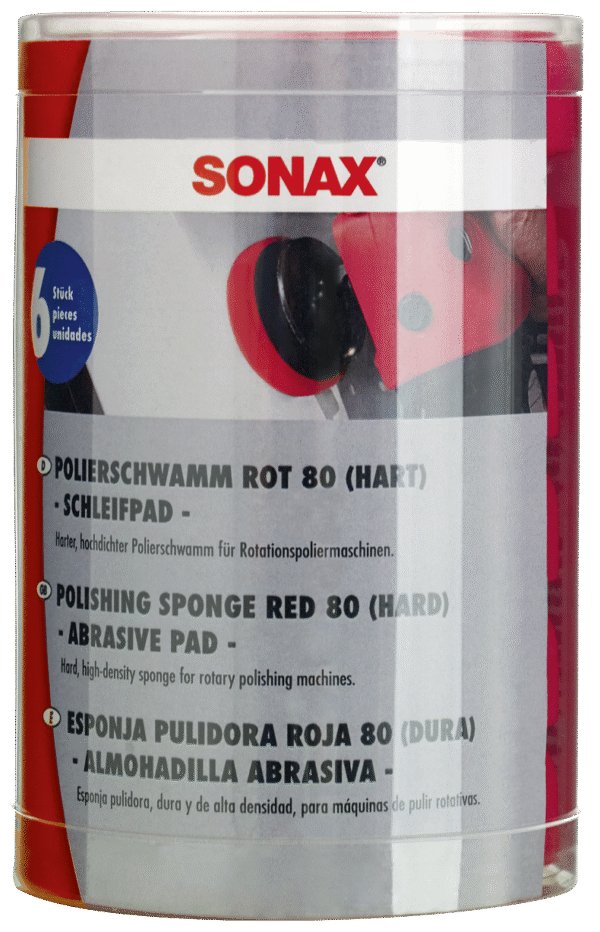 SONAX®
6
Stück
pieces
unidades
D
POLIERSCHWAMM ROT 80 (HART)
- SCHLEIFPAD -
Harter, hochdichter Polierschwamm für Rotationspoliermaschinen.
GB
POLISHING SPONGE RED 80 (HARD)
- ABRASIVE PAD -
Hard, high-density sponge for rotary polishing machines.
ESPONJA PULIDORA ROJA 80 (DURA)
- ALMOHADILLA ABRASIVA -
Esponja pulidora, dura y de alta densidad, para máquinas de pulir rotativas.